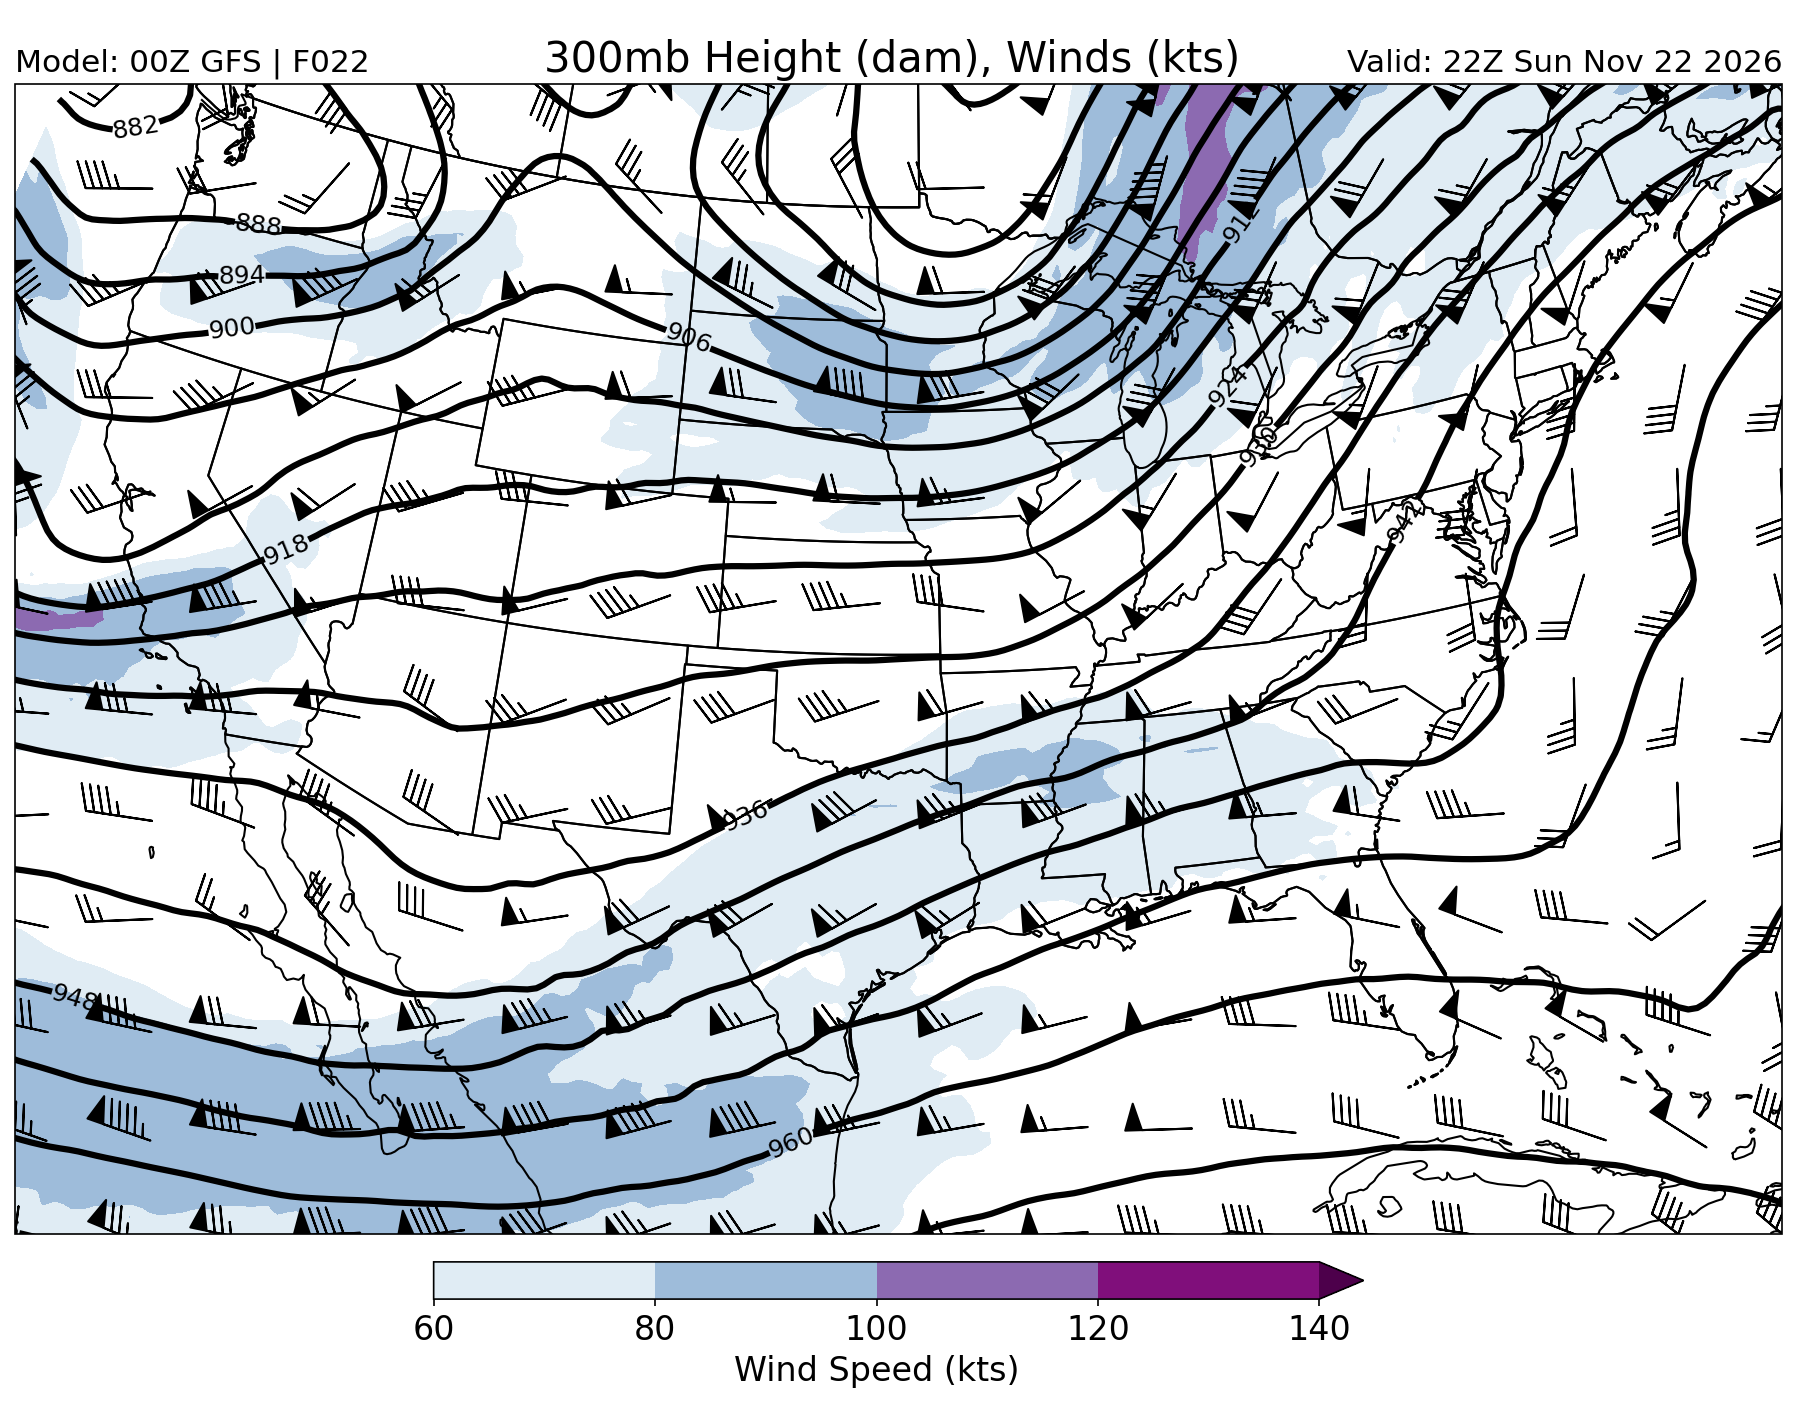 Model: 00Z GFS | F022
300mb Height (dam), Winds (kts)
Valid: 22Z Sun Nov 22 2026
882
888
894
900
906
912
918
924
930
936
942
948
960
60 80 100 120 140
Wind Speed (kts)